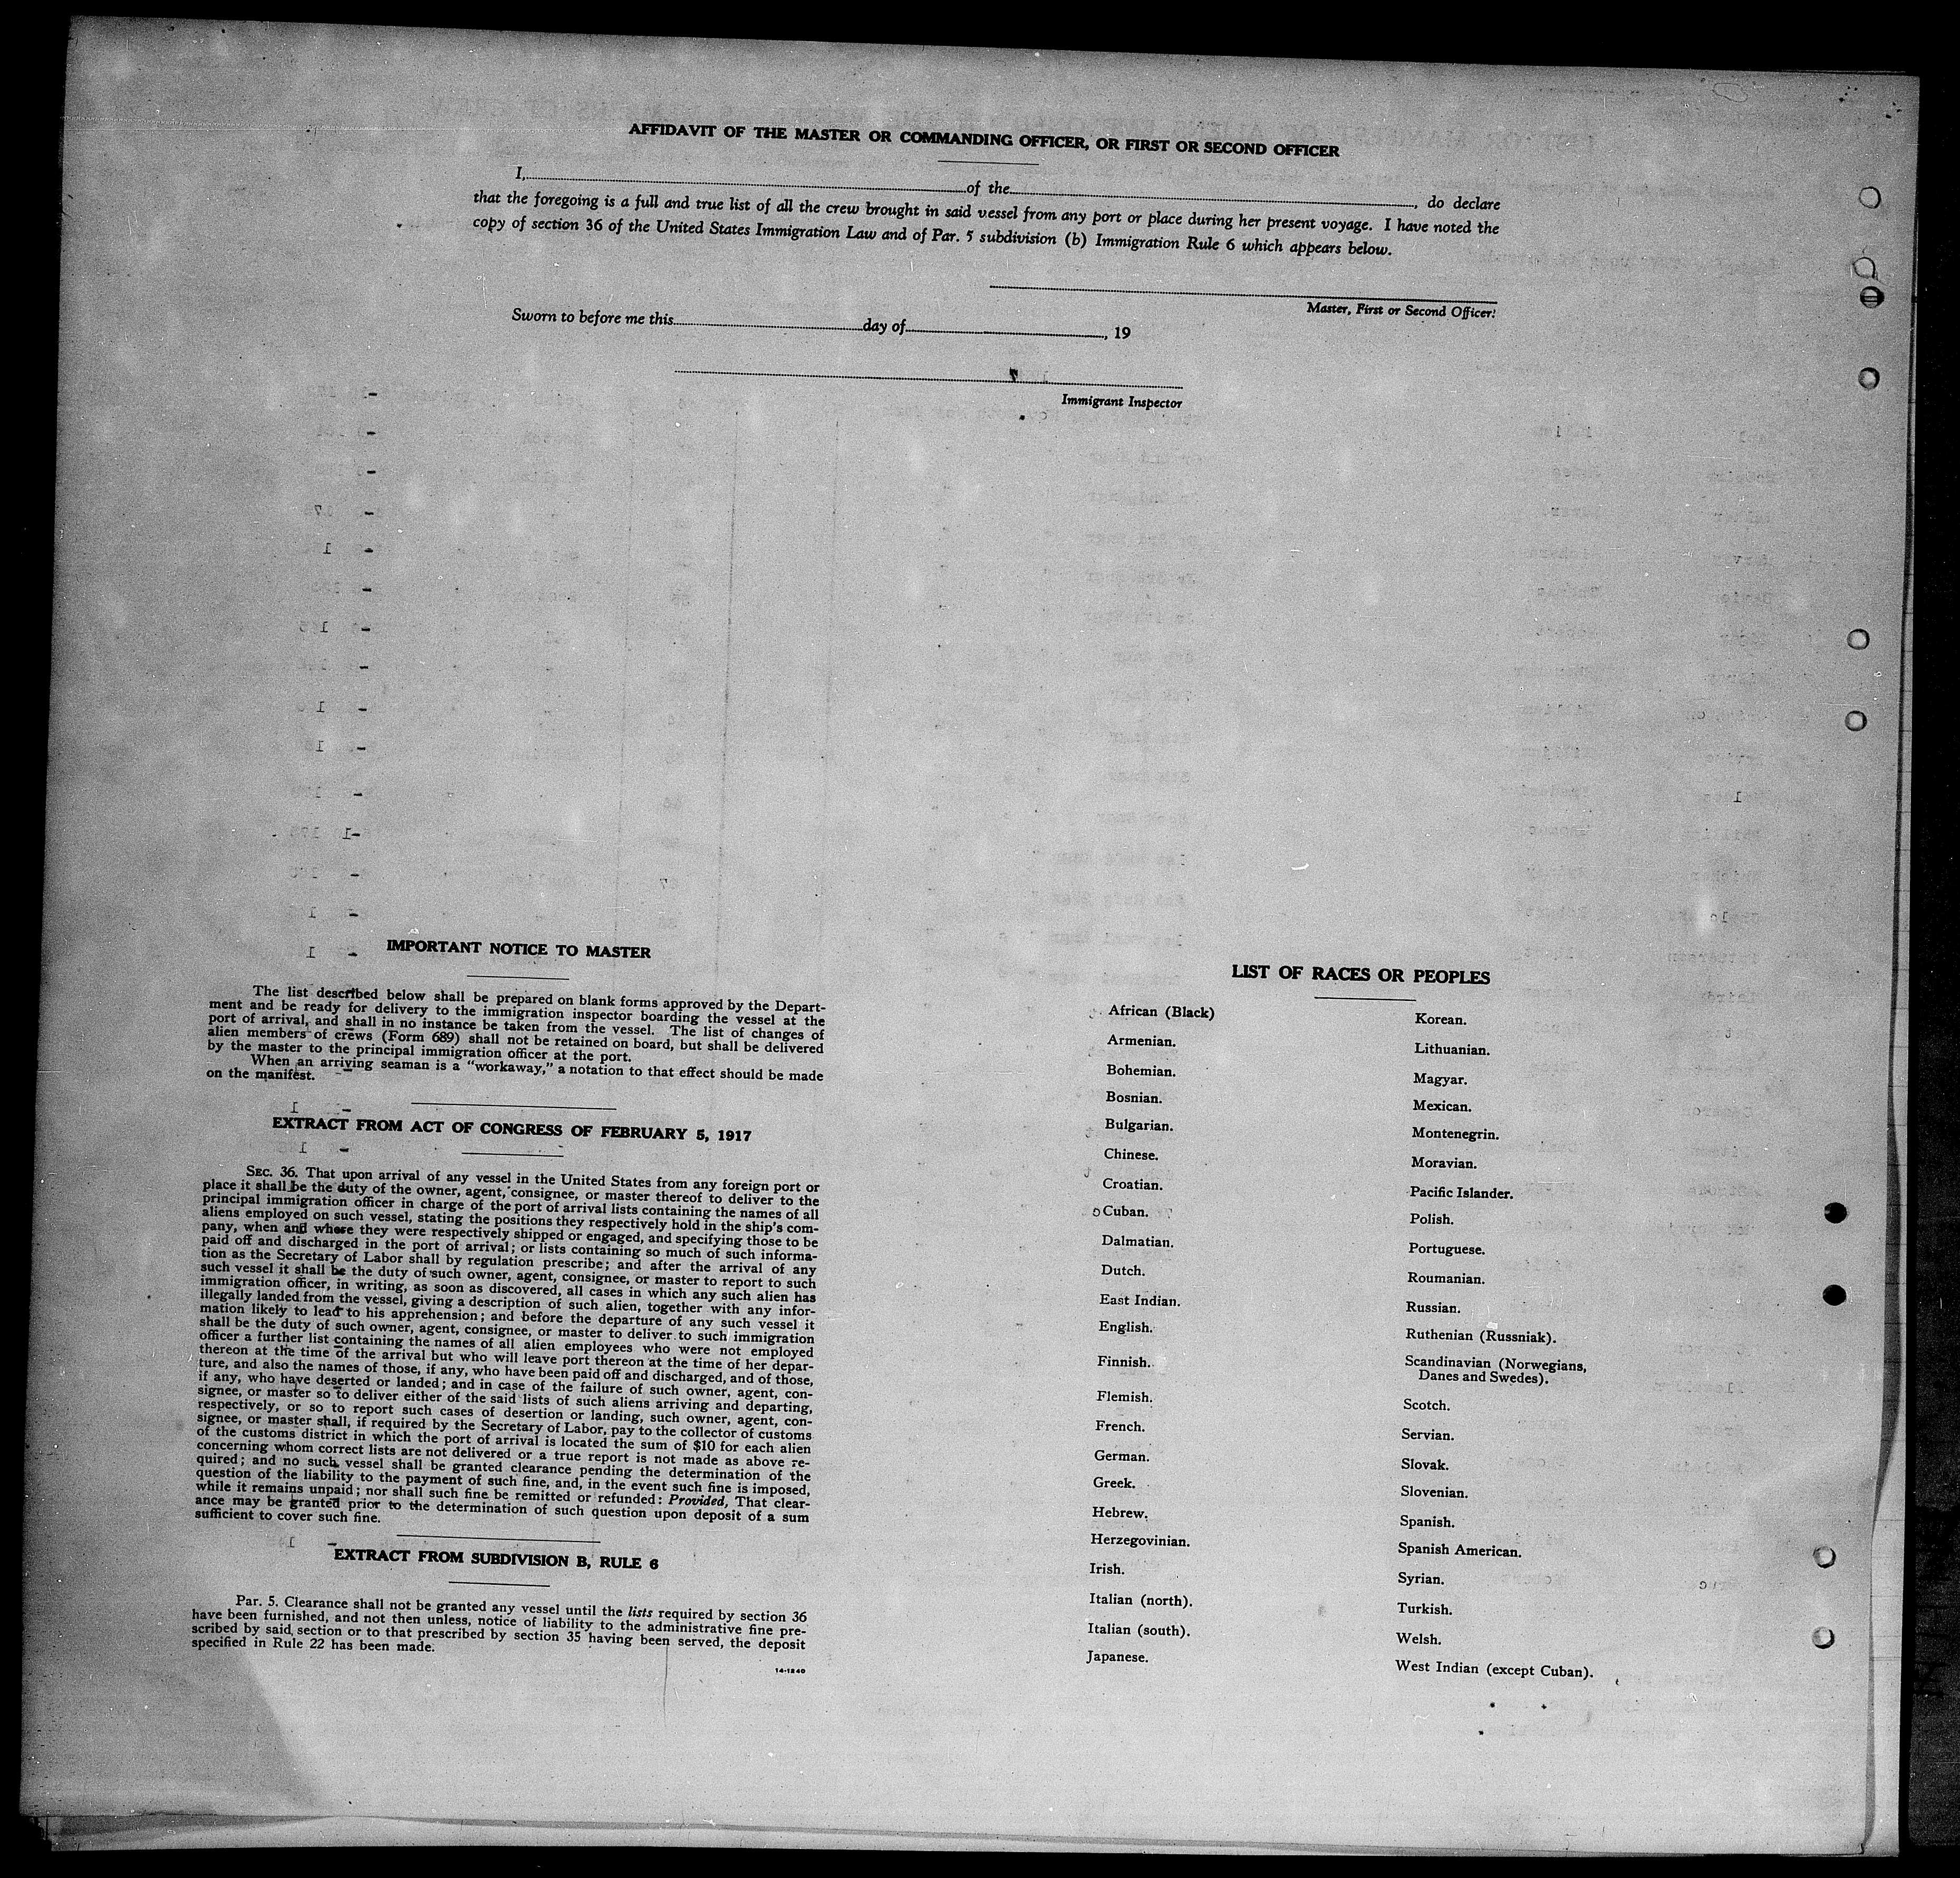 AFFIDAVIT OF THE MASTER OR COMMANDING OFFICER, OR FIRST OR SECOND OFFICER
I, of the , do declare
that the foregoing is a full and true list of all the crew brought in said vessel from any port or place during her present voyage. I have noted the
copy of section 36 of the United States Immigration Law and of Par. 5 subdivision (b) Immigration Rule 6 which appears below.
Master, First or Second Officer.
Sworn to before me this day of , 19
Immigrant Inspector
IMPORTANT NOTICE TO MASTER
The list described below shall be prepared on blank forms approved by the Depart-
ment and be ready for delivery to the immigration inspector boarding the vessel at the
port of arrival, and shall in no instance be taken from the vessel. The list of changes of
alien members of crews (Form 689) shall not be retained on board, but shall be delivered
by the master to the principal immigration officer at the port.
When an arriving seaman is a "workaway," a notation to that effect should be made
on the manifest.
EXTRACT FROM ACT OF CONGRESS OF FEBRUARY 5, 1917
SEC. 36. That upon arrival of any vessel in the United States from any foreign port or
place it shall be the duty of the owner, agent, consignee, or master thereof to deliver to the
principal immigration officer in charge of the port of arrival lists containing the names of all
aliens employed on such vessel, stating the positions they respectively hold in the ship's com-
pany, when and where they were respectively shipped or engaged, and specifying those to be
paid off and discharged in the port of arrival; or lists containing so much of such informa-
tion as the Secretary of Labor shall by regulation prescribe; and after the arrival of any
such vessel it shall be the duty of such owner, agent, consignee, or master to report to such
immigration officer, in writing, as soon as discovered, all cases in which any such alien has
illegally landed from the vessel, giving a description of such alien, together with any infor-
mation likely to lead to his apprehension; and before the departure of any such vessel it
shall be the duty of such owner, agent, consignee, or master to deliver to such immigration
officer a further list containing the names of all alien employees who were not employed
thereon at the time of the arrival but who will leave port thereon at the time of her depar-
ture, and also the names of those, if any, who have been paid off and discharged, and of those,
if any, who have deserted or landed; and in case of the failure of such owner, agent, con-
signee, or master so to deliver either of the said lists of such aliens arriving and departing,
respectively, or so to report such cases of desertion or landing, such owner, agent, con-
signee, or master shall, if required by the Secretary of Labor, pay to the collector of customs
of the customs district in which the port of arrival is located the sum of $10 for each alien
concerning whom correct lists are not delivered or a true report is not made as above re-
quired; and no such vessel shall be granted clearance pending the determination of the
question of the liability to the payment of such fine, and, in the event such fine is imposed,
while it remains unpaid; nor shall such fine be remitted or refunded: Provided, That clear-
ance may be granted prior to the determination of such question upon deposit of a sum
sufficient to cover such fine.
EXTRACT FROM SUBDIVISION B, RULE 6
Par. 5. Clearance shall not be granted any vessel until the lists required by section 36
have been furnished, and not then unless, notice of liability to the administrative fine pre-
scribed by said section or to that prescribed by section 35 having been served, the deposit
specified in Rule 22 has been made.
14-1240
LIST OF RACES OR PEOPLES
African (Black)
Armenian.
Bohemian.
Bosnian.
Bulgarian.
Chinese.
Croatian.
Cuban.
Dalmatian.
Dutch.
East Indian.
English.
Finnish.
Flemish.
French.
German.
Greek.
Hebrew.
Herzegovinian.
Irish.
Italian (north).
Italian (south).
Japanese.
Korean.
Lithuanian.
Magyar.
Mexican.
Montenegrin.
Moravian.
Pacific Islander.
Polish.
Portuguese.
Roumanian.
Russian.
Ruthenian (Russniak).
Scandinavian (Norwegians,
Danes and Swedes).
Scotch.
Servian.
Slovak.
Slovenian.
Spanish.
Spanish American.
Syrian.
Turkish.
Welsh.
West Indian (except Cuban).